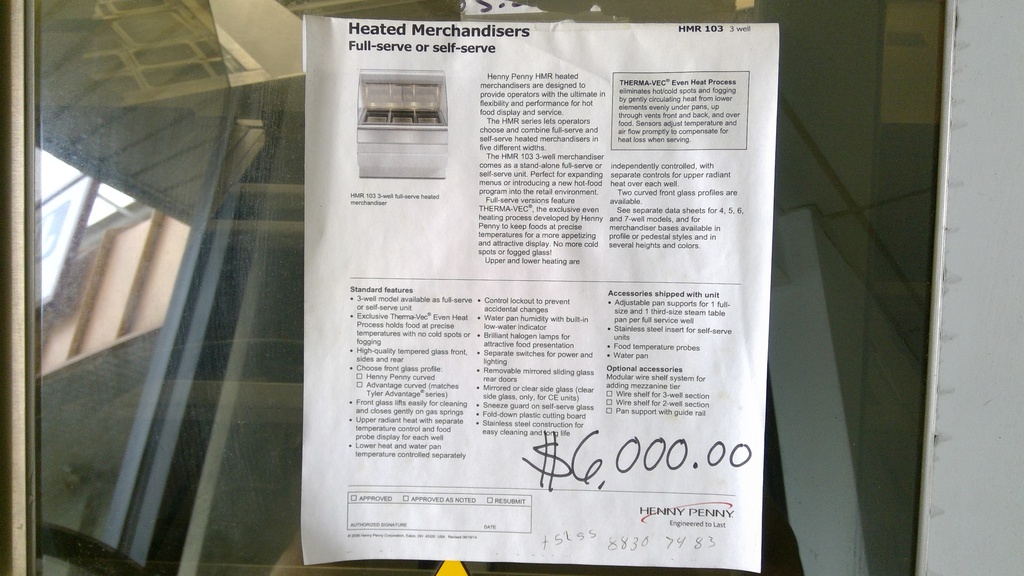 Heated Merchandisers
HMR 103 3 well
Full-serve or self-serve
HMR 103 3-well full-serve heated
merchandiser
Henny Penny HMR heated
merchandisers are designed to
provide operators with the ultimate in
flexibility and performance for hot
food display and service.
The HMR series lets operators
choose and combine full-serve and
self-serve heated merchandisers in
five different widths.
The HMR 103 3-well merchandiser
comes as a stand-alone full-serve or
self-serve unit. Perfect for expanding
menus or introducing a new hot-food
program into the retail environment.
Full-serve versions feature
THERMA-VEC®, the exclusive even
heating process developed by Henny
Penny to keep foods at precise
temperatures for a more appetizing
and attractive display. No more cold
spots or fogged glass!
Upper and lower heating are
THERMA-VEC® Even Heat Process
eliminates hot/cold spots and fogging
by gently circulating heat from lower
elements evenly under pans, up
through vents front and back, and over
food. Sensors adjust temperature and
air flow promptly to compensate for
heat loss when serving.
independently controlled, with
separate controls for upper radiant
heat over each well.
Two curved front glass profiles are
available.
See separate data sheets for 4, 5, 6,
and 7-well models, and for
merchandiser bases available in
profile or pedestal styles and in
several heights and colors.
Standard features
• 3-well model available as full-serve
or self-serve unit
• Exclusive Therma-Vec® Even Heat
Process holds food at precise
temperatures with no cold spots or
fogging
• High-quality tempered glass front,
sides and rear
• Choose front glass profile:
☐ Henny Penny curved
☐ Advantage curved (matches
Tyler Advantage® series)
• Front glass lifts easily for cleaning
and closes gently on gas springs
• Upper radiant heat with separate
temperature control and food
probe display for each well
• Lower heat and water pan
temperature controlled separately
• Control lockout to prevent
accidental changes
• Water pan humidity with built-in
low-water indicator
• Brilliant halogen lamps for
attractive food presentation
• Separate switches for power and
lighting
• Removable mirrored sliding glass
rear doors
• Mirrored or clear side glass (clear
side glass, only, for CE units)
• Sneeze guard on self-serve glass
• Fold-down plastic cutting board
• Stainless steel construction for
easy cleaning and long life
Accessories shipped with unit
• Adjustable pan supports for 1 full-
size and 1 third-size steam table
pan per full service well
• Stainless steel insert for self-serve
units
• Food temperature probes
• Water pan
Optional accessories
Modular wire shelf system for
adding mezzanine tier
☐ Wire shelf for 3-well section
☐ Wire shelf for 2-well section
☐ Pan support with guide rail
$6,000.00
☐ APPROVED ☐ APPROVED AS NOTED ☐ RESUBMIT
AUTHORIZED SIGNATURE DATE
HENNY PENNY
Engineered to Last
8830 7983